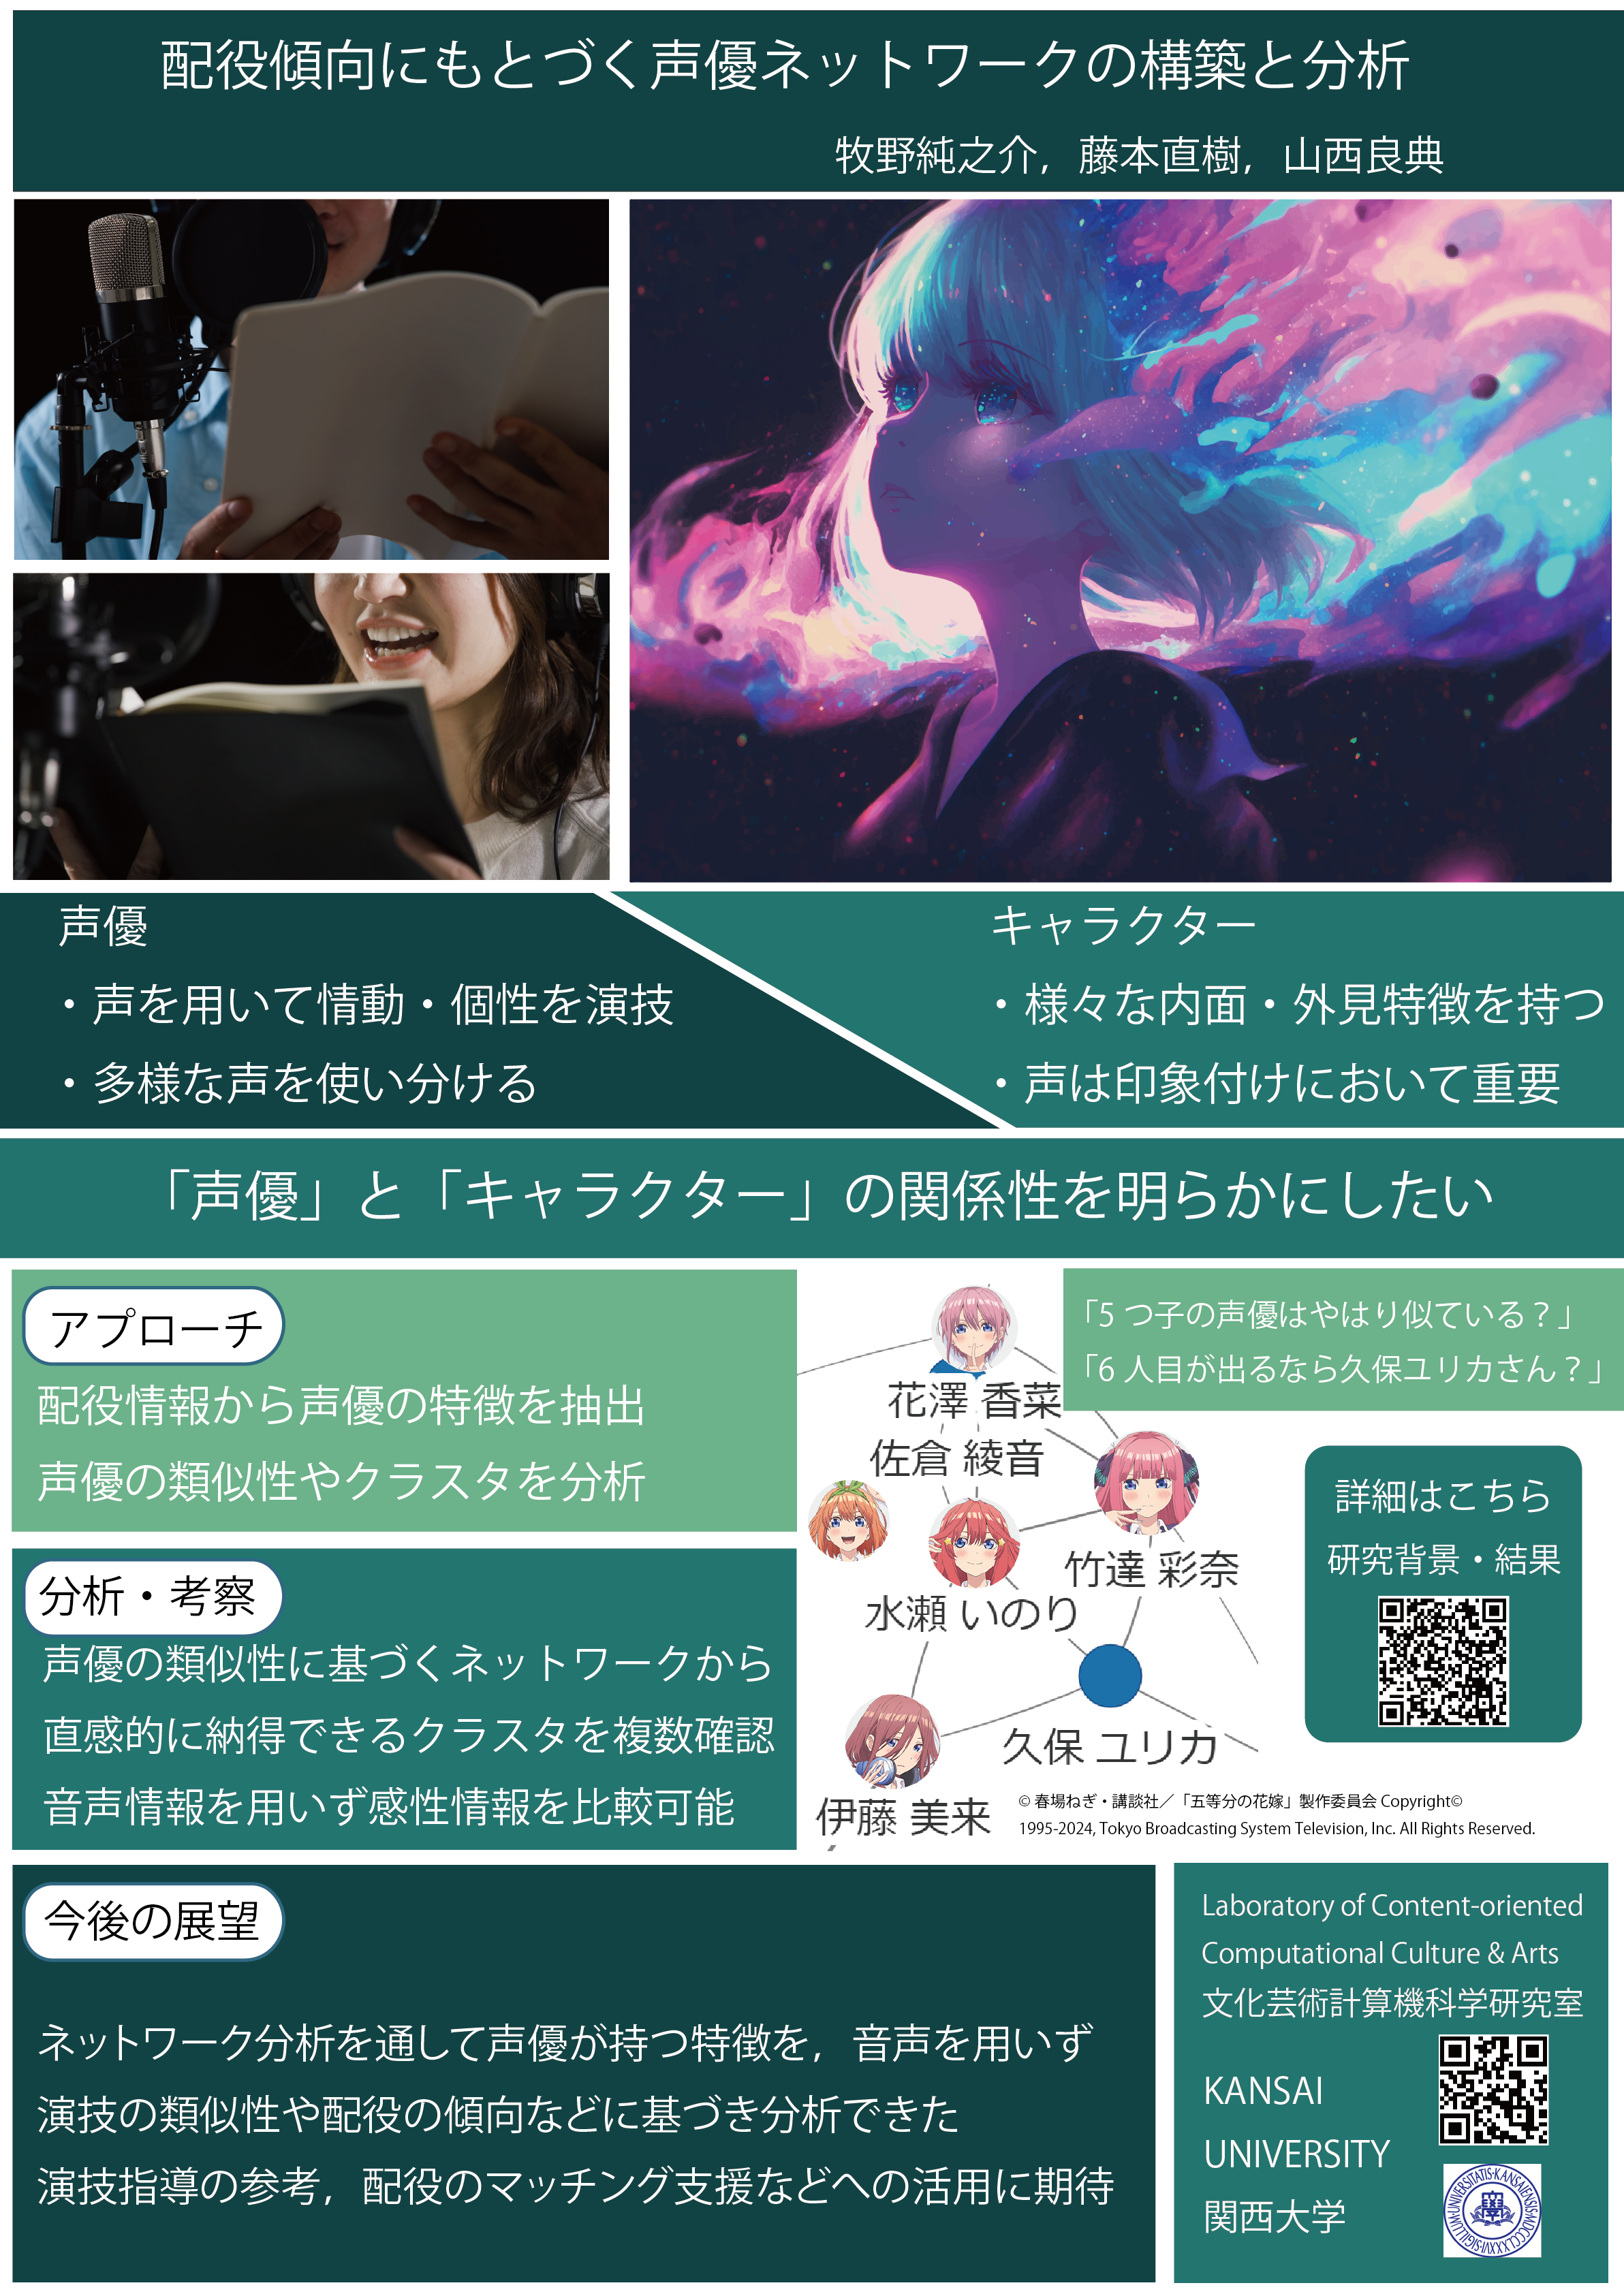 配役傾向にもとづく声優ネットワークの構築と分析
牧野純之介，藤本直樹，山西良典
声優
・声を用いて情動・個性を演技
・多様な声を使い分ける
キャラクター
・様々な内面・外見特徴を持つ
・声は印象付けにおいて重要
「声優」と「キャラクター」の関係性を明らかにしたい
アプローチ
配役情報から声優の特徴を抽出
声優の類似性やクラスタを分析
分析・考察
声優の類似性に基づくネットワークから
直感的に納得できるクラスタを複数確認
音声情報を用いず感性情報を比較可能
「5 つ子の声優はやはり似ている？」
「6 人目が出るなら久保ユリカさん？」
花澤 香菜
佐倉 綾音
竹達 彩奈
水瀬 いのり
久保 ユリカ
伊藤 美来
詳細はこちら
研究背景・結果
© 春場ねぎ・講談社／「五等分の花嫁」製作委員会 Copyright©
1995-2024, Tokyo Broadcasting System Television, Inc. All Rights Reserved.
今後の展望
ネットワーク分析を通して声優が持つ特徴を，音声を用いず
演技の類似性や配役の傾向などに基づき分析できた
演技指導の参考，配役のマッチング支援などへの活用に期待
Laboratory of Content-oriented
Computational Culture & Arts
文化芸術計算機科学研究室
KANSAI
UNIVERSITY
関西大学